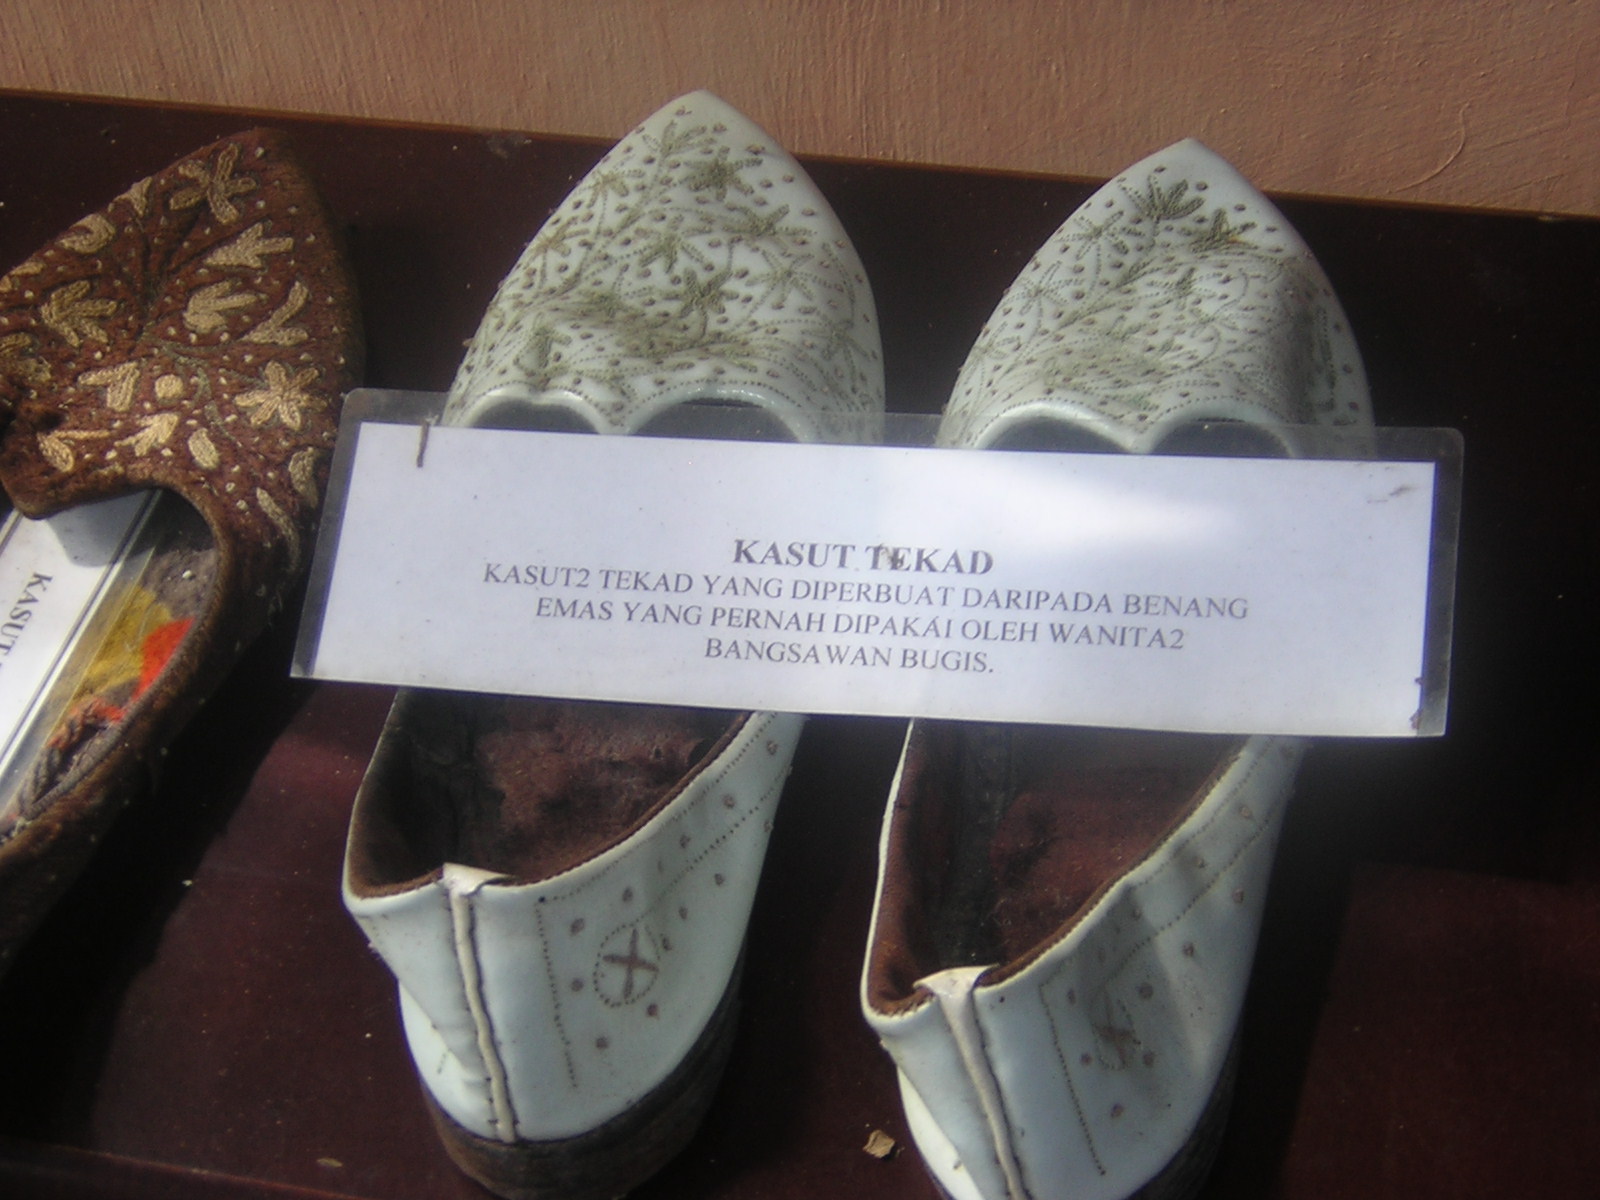 KASUT TEKAD
KASUT2 TEKAD YANG DIPERBUAT DARIPADA BENANG
EMAS YANG PERNAH DIPAKAI OLEH WANITA2
BANGSAWAN BUGIS.
KASUT